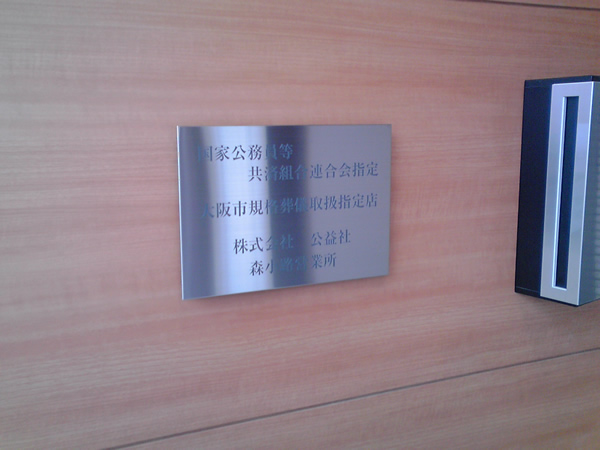 国家公務員等
共済組合連合会指定
大阪市規格葬儀取扱指定店
株式会社 公益社
森小路営業所